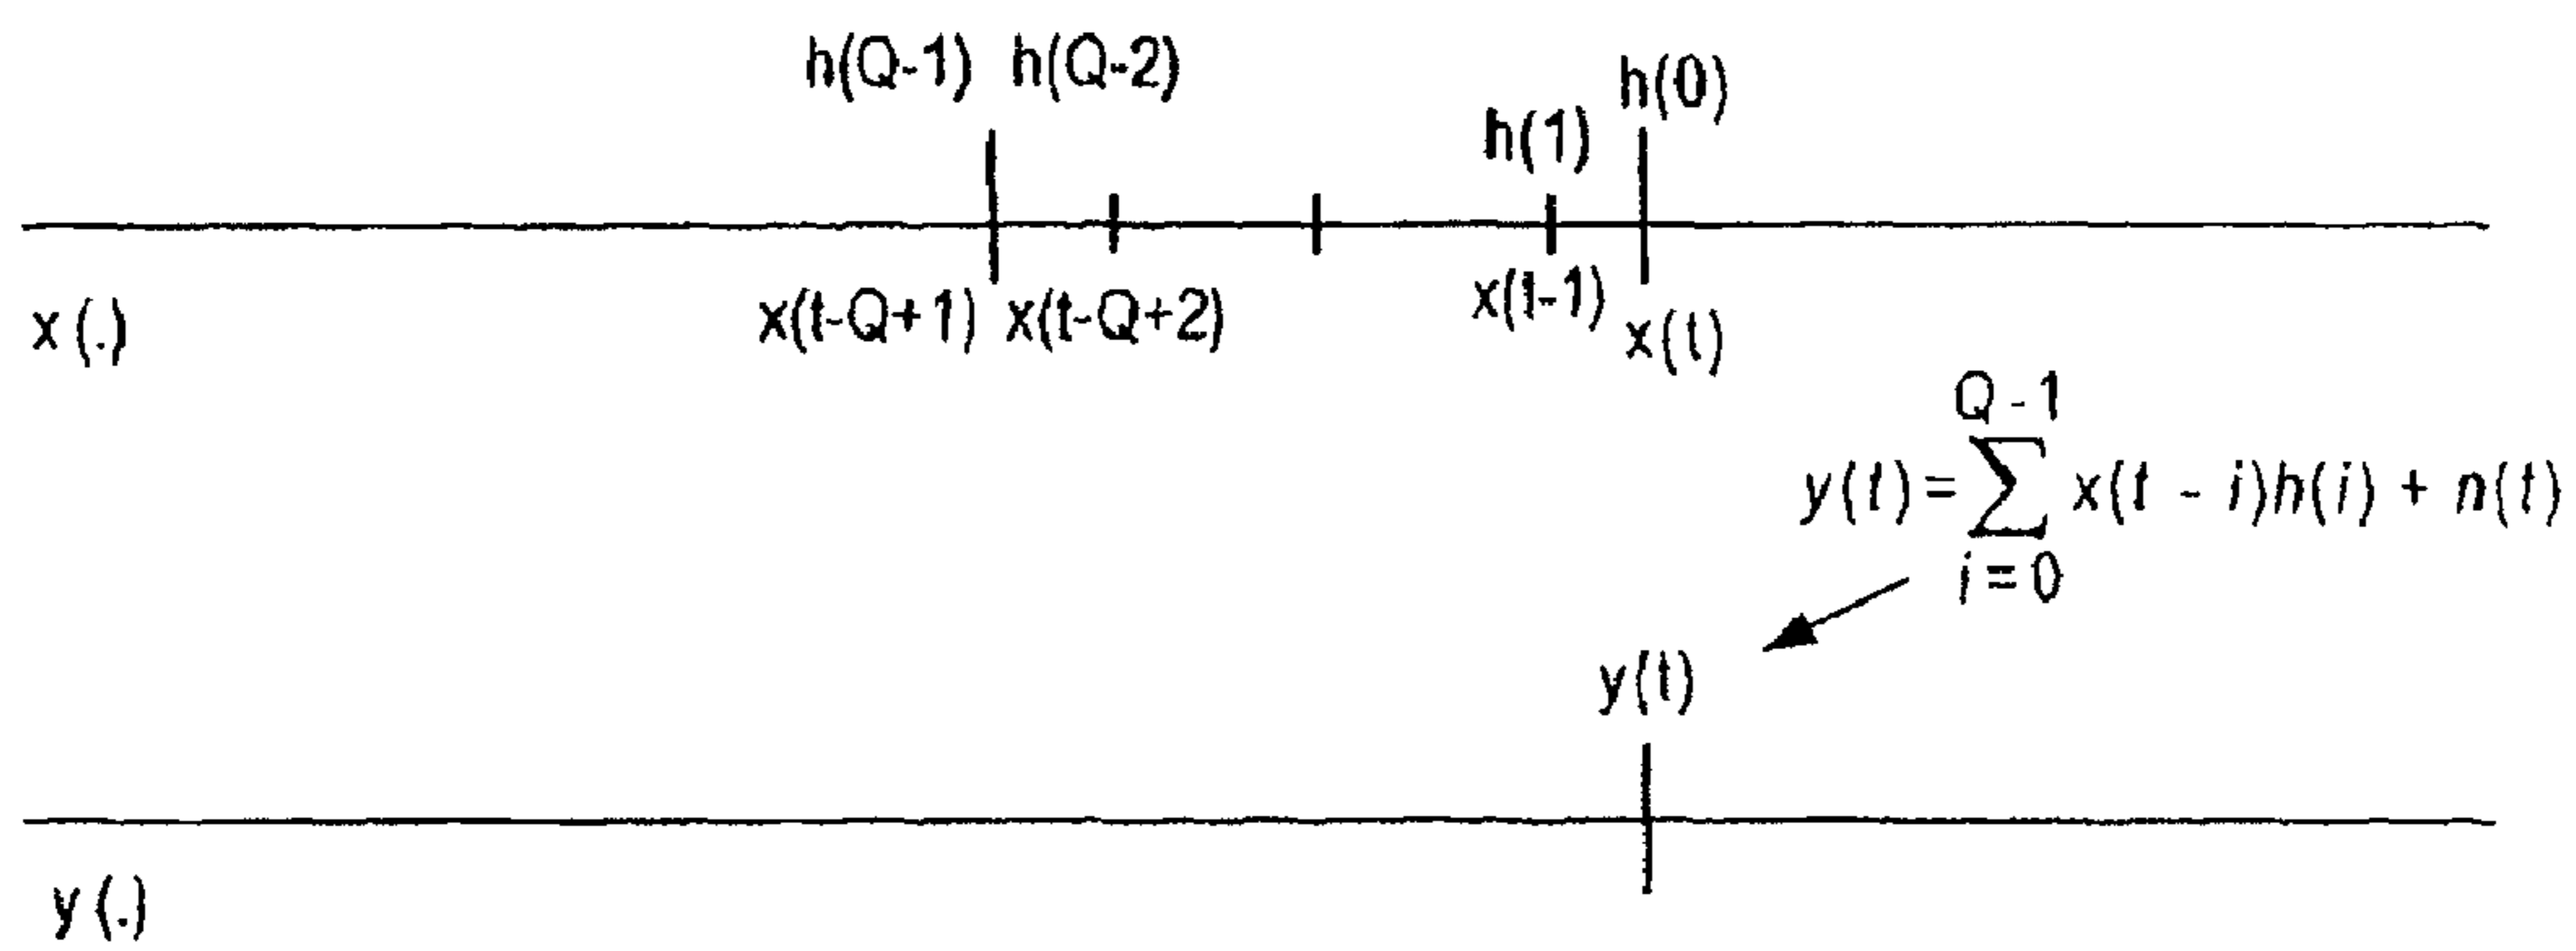 h(Q-1) h(Q-2) h(1) h(0)
x(.) x(t-Q+1) x(t-Q+2) x(t-1) x(t)
Q-1
y(t)=∑ x(t - i)h(i) + n(t)
i=0
y(t)
y(.)